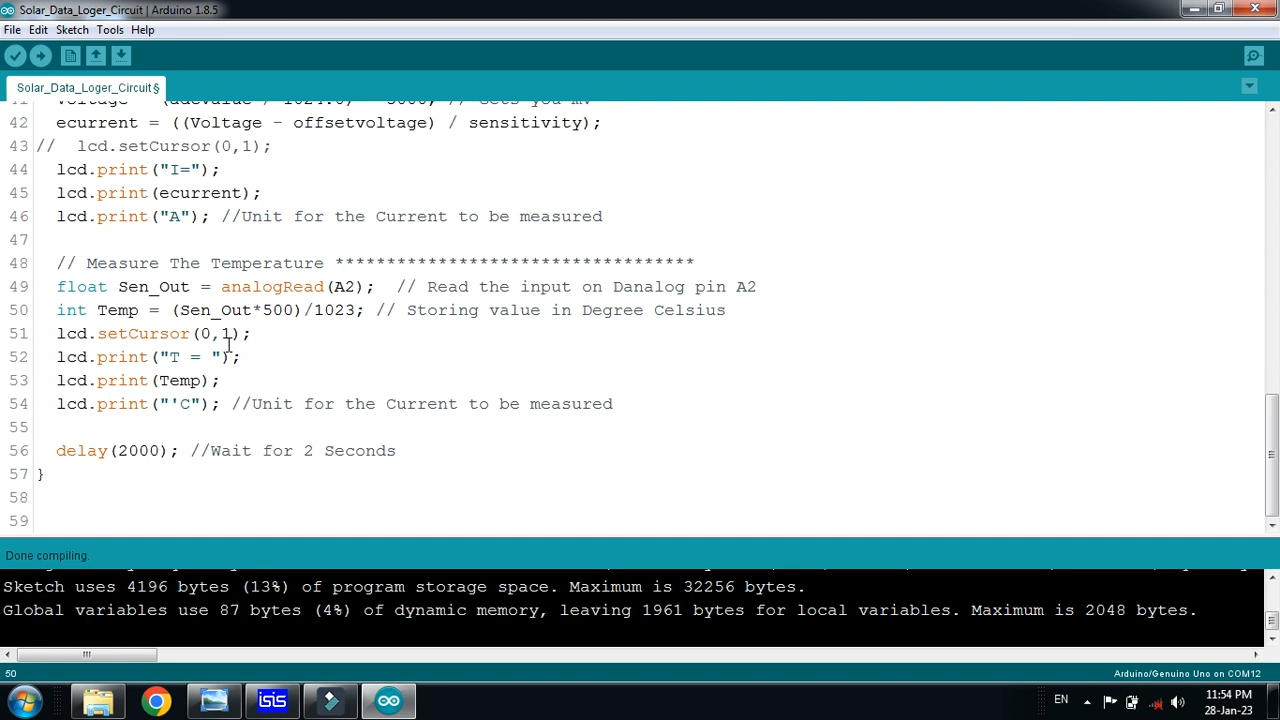 Solar_Data_Loger_Circuit | Arduino 1.8.5
File Edit Sketch Tools Help
Solar_Data_Loger_Circuit§
42 ecurrent = ((Voltage - offsetvoltage) / sensitivity);
43 // lcd.setCursor(0,1);
44 lcd.print("I=");
45 lcd.print(ecurrent);
46 lcd.print("A"); //Unit for the Current to be measured
47
48 // Measure The Temperature ***********************************
49 float Sen_Out = analogRead(A2); // Read the input on Danalog pin A2
50 int Temp = (Sen_Out*500)/1023; // Storing value in Degree Celsius
51 lcd.setCursor(0,1);
52 lcd.print("T = ");
53 lcd.print(Temp);
54 lcd.print("'C"); //Unit for the Current to be measured
55
56 delay(2000); //Wait for 2 Seconds
57 }
58
59
Done compiling.
Sketch uses 4196 bytes (13%) of program storage space. Maximum is 32256 bytes.
Global variables use 87 bytes (4%) of dynamic memory, leaving 1961 bytes for local variables. Maximum is 2048 bytes.
50 Arduino/Genuino Uno on COM12
isis EN 11:54 PM
28-Jan-23